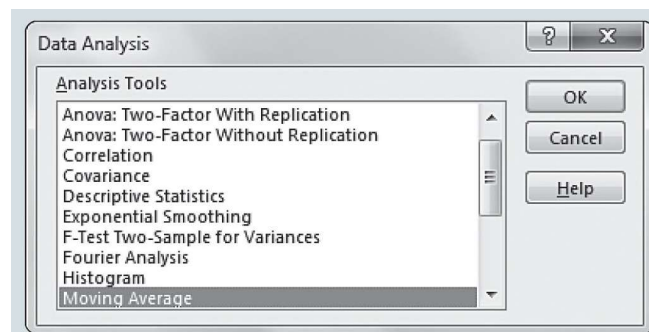 Data Analysis
Analysis Tools
Anova: Two-Factor With Replication
Anova: Two-Factor Without Replication
Correlation
Covariance
Descriptive Statistics
Exponential Smoothing
F-Test Two-Sample for Variances
Fourier Analysis
Histogram
Moving Average
OK
Cancel
Help